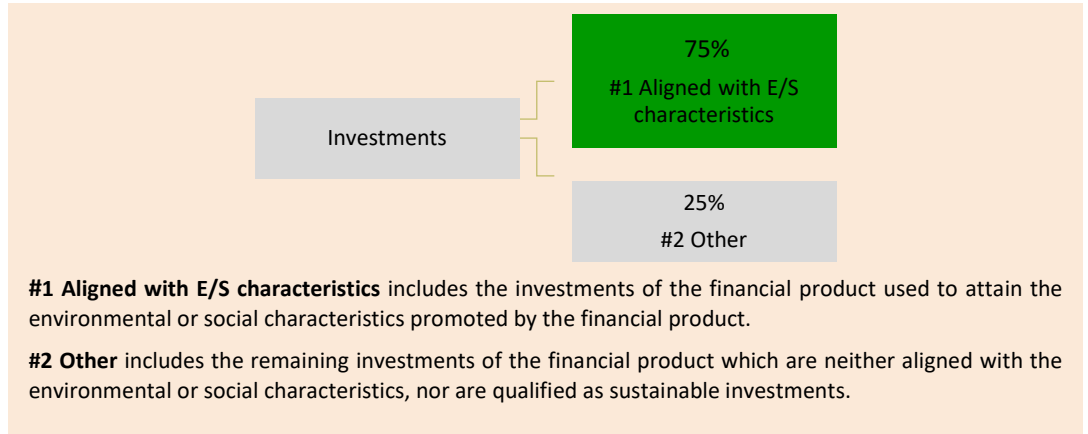 75%
#1 Aligned with E/S
characteristics
Investments
25%
#2 Other
#1 Aligned with E/S characteristics includes the investments of the financial product used to attain the
environmental or social characteristics promoted by the financial product.
#2 Other includes the remaining investments of the financial product which are neither aligned with the
environmental or social characteristics, nor are qualified as sustainable investments.